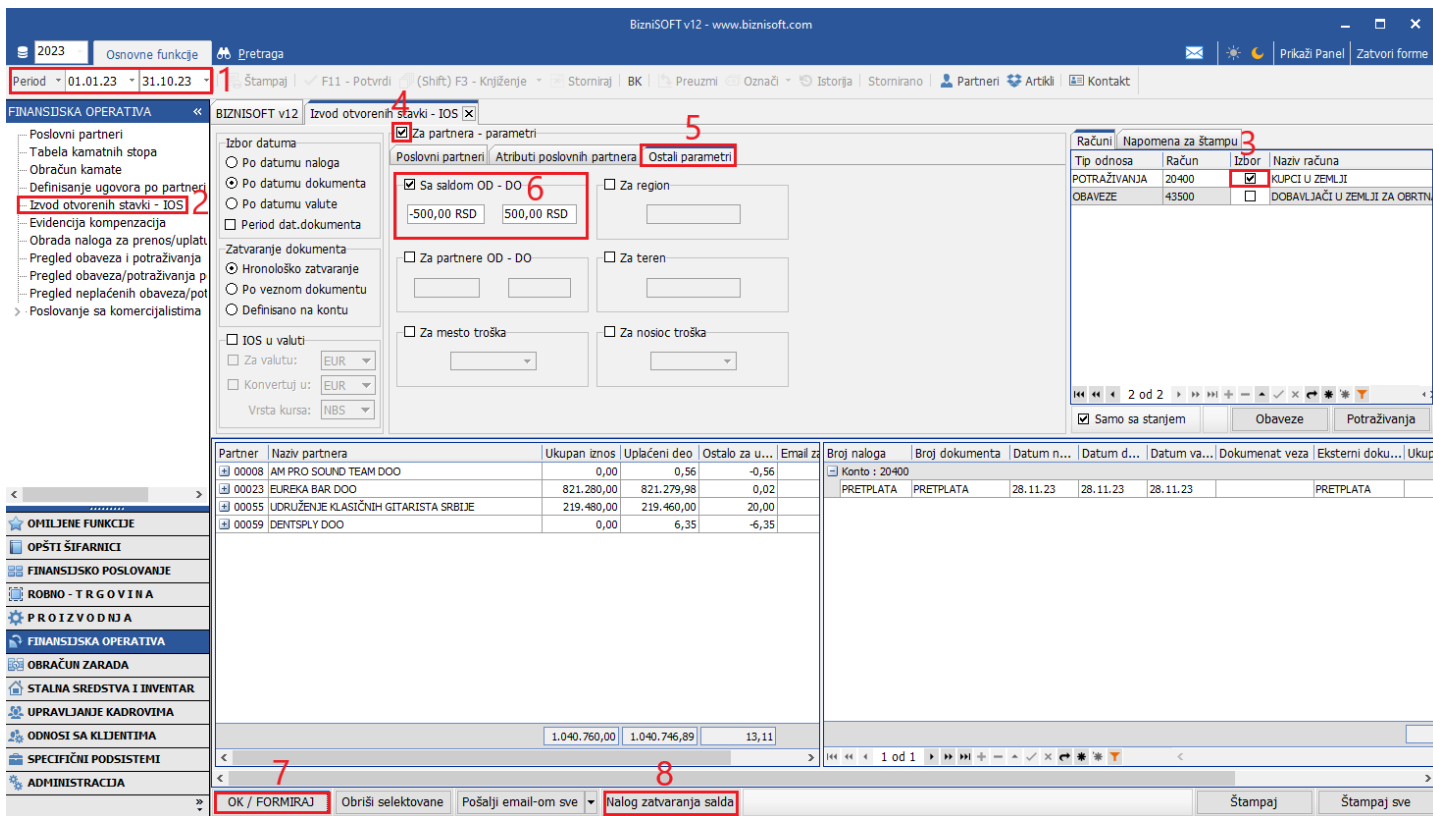 BizniSOFT v12 - www.biznisoft.com
2023 Osnovne funkcije Pretraga Prikaži Panel Zatvori forme
Period 01.01.23 31.10.23 1 Štampaj F11 - Potvrdi (Shift) F3 - Knjiženje Storniraj BK Preuzmi Označi Istorija Stornirano Partneri Artikli Kontakt
FINANSIJSKA OPERATIVA «
Poslovni partneri
Tabela kamatnih stopa
Obračun kamate
Definisanje ugovora po partneri
Izvod otvorenih stavki - IOS 2
Evidencija kompenzacija
Obrada naloga za prenos/uplatu
Pregled obaveza i potraživanja
Pregled obaveza/potraživanja p
Pregled neplaćenih obaveza/pot
Poslovanje sa komercijalistima
OMILJENE FUNKCIJE
OPŠTI ŠIFARNICI
FINANSIJSKO POSLOVANJE
ROBNO - T R G O V I N A
P R O I Z V O D NJ A
FINANSIJSKA OPERATIVA
OBRAČUN ZARADA
STALNA SREDSTVA I INVENTAR
UPRAVLJANJE KADROVIMA
ODNOSI SA KLIJENTIMA
SPECIFIČNI PODSISTEMI
ADMINISTRACIJA
»
BIZNISOFT v12 Izvod otvorenih stavki - IOS
Izbor datuma
Po datumu naloga
Po datumu dokumenta
Po datumu valute
Period dat.dokumenta
Zatvaranje dokumenta
Hronološko zatvaranje
Po veznom dokumentu
Definisano na kontu
IOS u valuti
Za valutu: EUR
Konvertuj u: EUR
Vrsta kursa: NBS
4
Za partnera - parametri
5
Poslovni partneri Atributi poslovnih partnera Ostali parametri
Sa saldom OD - DO 6 Za region
-500,00 RSD 500,00 RSD
Za partnere OD - DO Za teren
Za mesto troška Za nosioc troška
Računi Napomena za štampu 3
Tip odnosa Račun Izbor Naziv računa
POTRAŽIVANJA 20400 KUPCI U ZEMLJI
OBAVEZE 43500 DOBAVLJAČI U ZEMLJI ZA OBRTNA
2 od 2
Samo sa stanjem Obaveze Potraživanja
Partner Naziv partnera Ukupan iznos Uplaćeni deo Ostalo za u... Email za
00008 AM PRO SOUND TEAM DOO 0,00 0,56 -0,56
00023 EUREKA BAR DOO 821.280,00 821.279,98 0,02
00055 UDRUŽENJE KLASIČNIH GITARISTA SRBIJE 219.480,00 219.460,00 20,00
00059 DENTSPLY DOO 0,00 6,35 -6,35
1.040.760,00 1.040.746,89 13,11
Broj naloga Broj dokumenta Datum n... Datum d... Datum va... Dokumenat veza Eksterni doku... Ukup
Konto : 20400
PRETPLATA PRETPLATA 28.11.23 28.11.23 28.11.23 PRETPLATA
1 od 1
7 8
OK / FORMIRAJ Obriši selektovane Pošalji email-om sve Nalog zatvaranja salda Štampaj Štampaj sve